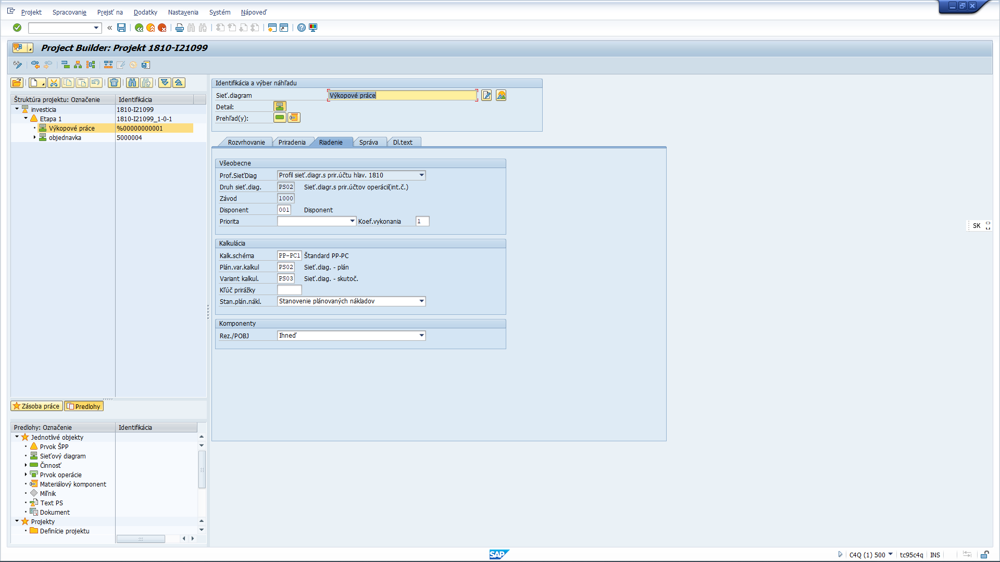 Projekt Spracovanie Prejsť na Dodatky Nastavenia Systém Nápoveď
Project Builder: Projekt 1810-I21099
Štruktúra projektu: Označenie Identifikácia
investicia 1810-I21099
Etapa 1 1810-I21099_1-0-1
Výkopové práce %00000000001
objednavka 5000004
Zásoba práce Predlohy
Predlohy: Označenie Identifikácia
Jednotlivé objekty
Prvok ŠPP
Sieťový diagram
Činnosť
Prvok operácie
Materiálový komponent
Míľnik
Text PS
Dokument
Projekty
Definície projektu
Identifikácia a výber náhľadu
Sieť.diagram Výkopové práce
Detail:
Prehľad(y):
Rozvrhovanie Priradenia Riadenie Správa Dl.text
Všeobecne
Prof.SieťDiag Profil sieť.diagr.s prir.účtu hlav. 1810
Druh sieť.diag. PS02 Sieť.diagr.s prir.účtov operácií(int.č.)
Závod 1000
Disponent 001 Disponent
Priorita Koef.vykonania 1
Kalkulácia
Kalk.schéma PP-PC1 Štandard PP-PC
Plán.var.kalkul PS02 Sieť.diag. - plán
Variant kalkul. PS03 Sieť.diag. - skutoč.
Kľúč prirážky
Stan.plán.nákl. Stanovenie plánovaných nákladov
Komponenty
Rez./POBJ Ihneď
SK
SAP
C4Q (1) 500 tc95c4q INS